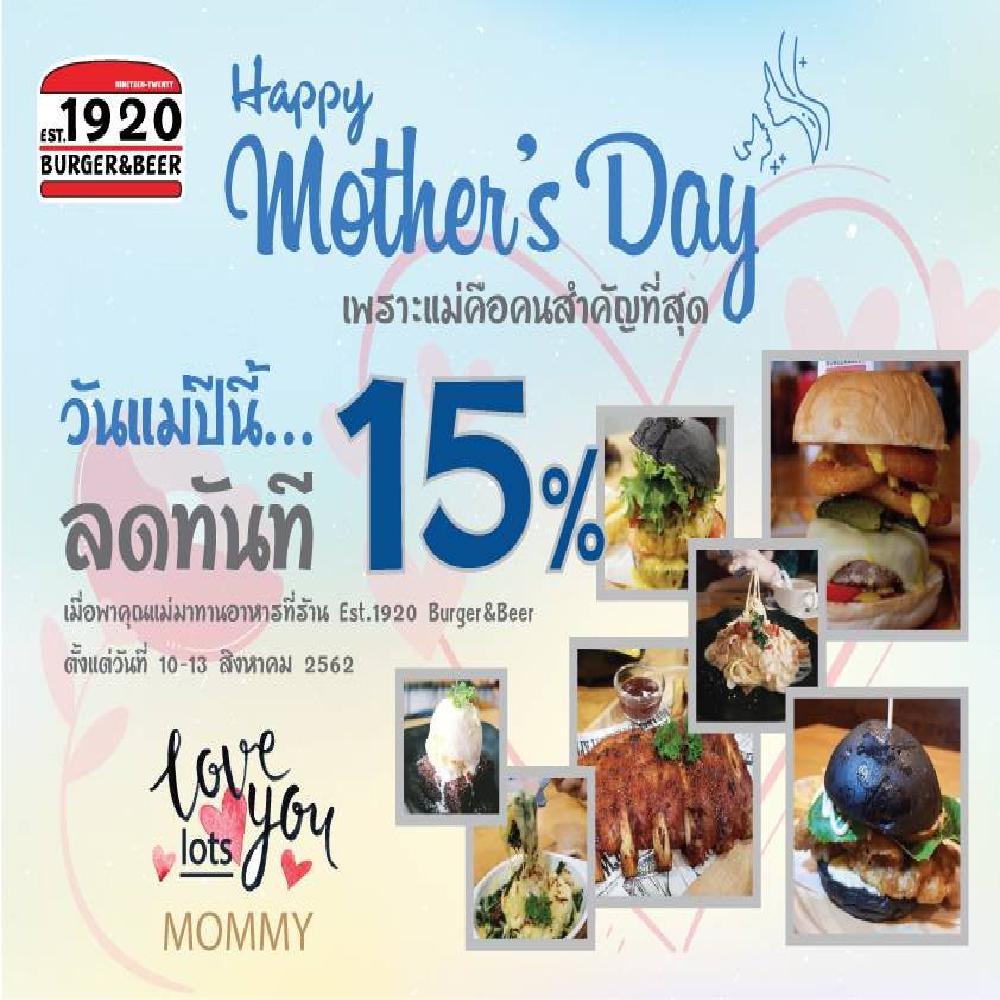 NINETEEN-TWENTY
EST.1920
BURGER&BEER
Happy
Mother's Day
เพราะแม่คือคนสำคัญที่สุด
วันแม่ปีนี้...
ลดทันที 15%
เมื่อพาคุณแม่มาทานอาหารที่ร้าน Est.1920 Burger&Beer
ตั้งแต่วันที่ 10-13 สิงหาคม 2562
love
you
lots
MOMMY